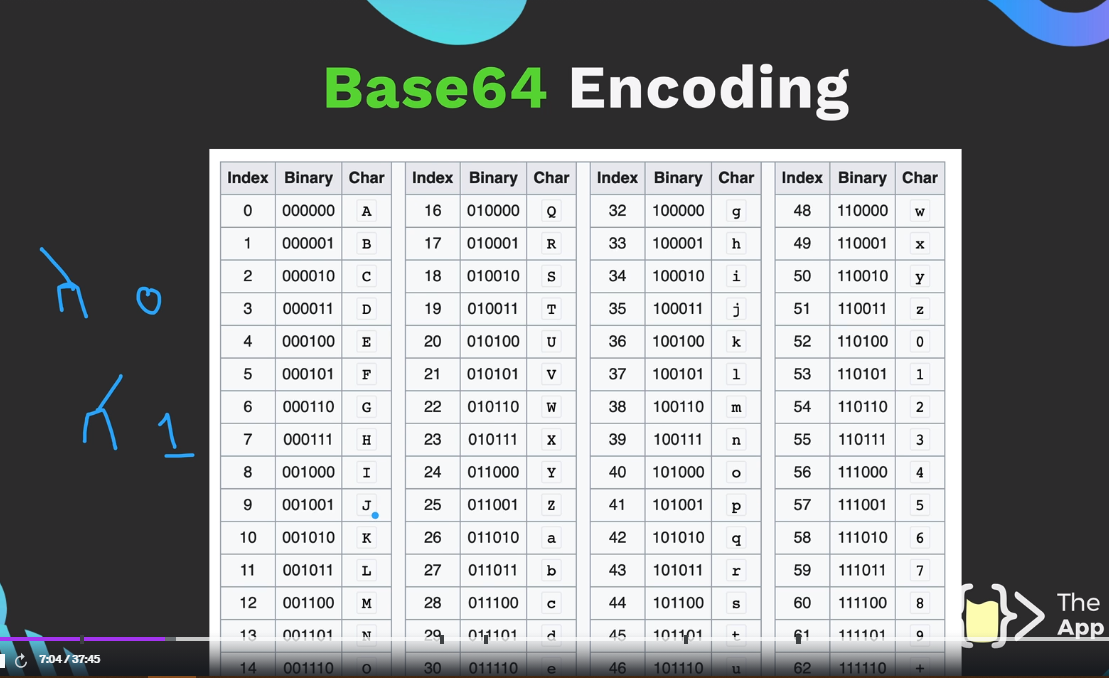 Base64 Encoding
Index Binary Char Index Binary Char Index Binary Char Index Binary Char
0 000000 A 16 010000 Q 32 100000 g 48 110000 w
1 000001 B 17 010001 R 33 100001 h 49 110001 x
2 000010 C 18 010010 S 34 100010 i 50 110010 y
0 3 000011 D 19 010011 T 35 100011 j 51 110011 z
4 000100 E 20 010100 U 36 100100 k 52 110100 0
5 000101 F 21 010101 V 37 100101 l 53 110101 1
6 000110 G 22 010110 W 38 100110 m 54 110110 2
1 7 000111 H 23 010111 X 39 100111 n 55 110111 3
8 001000 I 24 011000 Y 40 101000 o 56 111000 4
9 001001 J 25 011001 Z 41 101001 p 57 111001 5
10 001010 K 26 011010 a 42 101010 q 58 111010 6
11 001011 L 27 011011 b 43 101011 r 59 111011 7
12 001100 M 28 011100 c 44 101100 s 60 111100 8
13 001101 N 29 011101 d 45 101101 t 61 111101 9
14 001110 O 30 011110 e 46 101110 u 62 111110 +
The
App
7:04 / 37:45